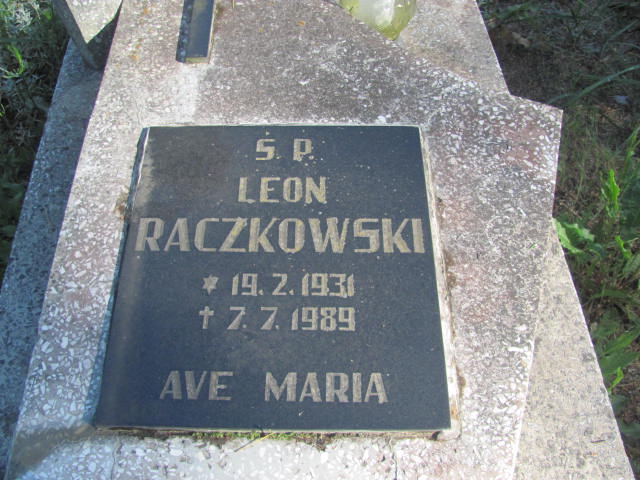 Ś. P.
LEON
RACZKOWSKI
* 19. 2. 1931
† 7. 7. 1989
AVE MARIA